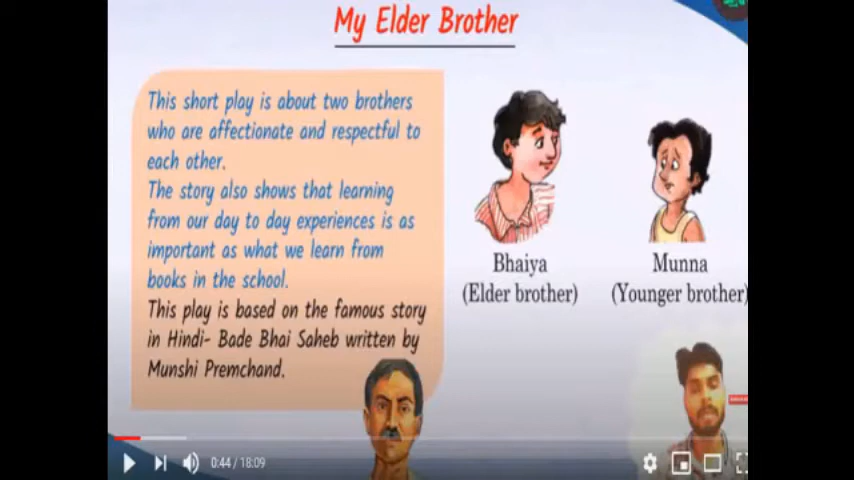 My Elder Brother
This short play is about two brothers
who are affectionate and respectful to
each other.
The story also shows that learning
from our day to day experiences is as
important as what we learn from
books in the school.
This play is based on the famous story
in Hindi- Bade Bhai Saheb written by
Munshi Premchand.
Bhaiya
(Elder brother)
Munna
(Younger brother)
0:44 / 18:09